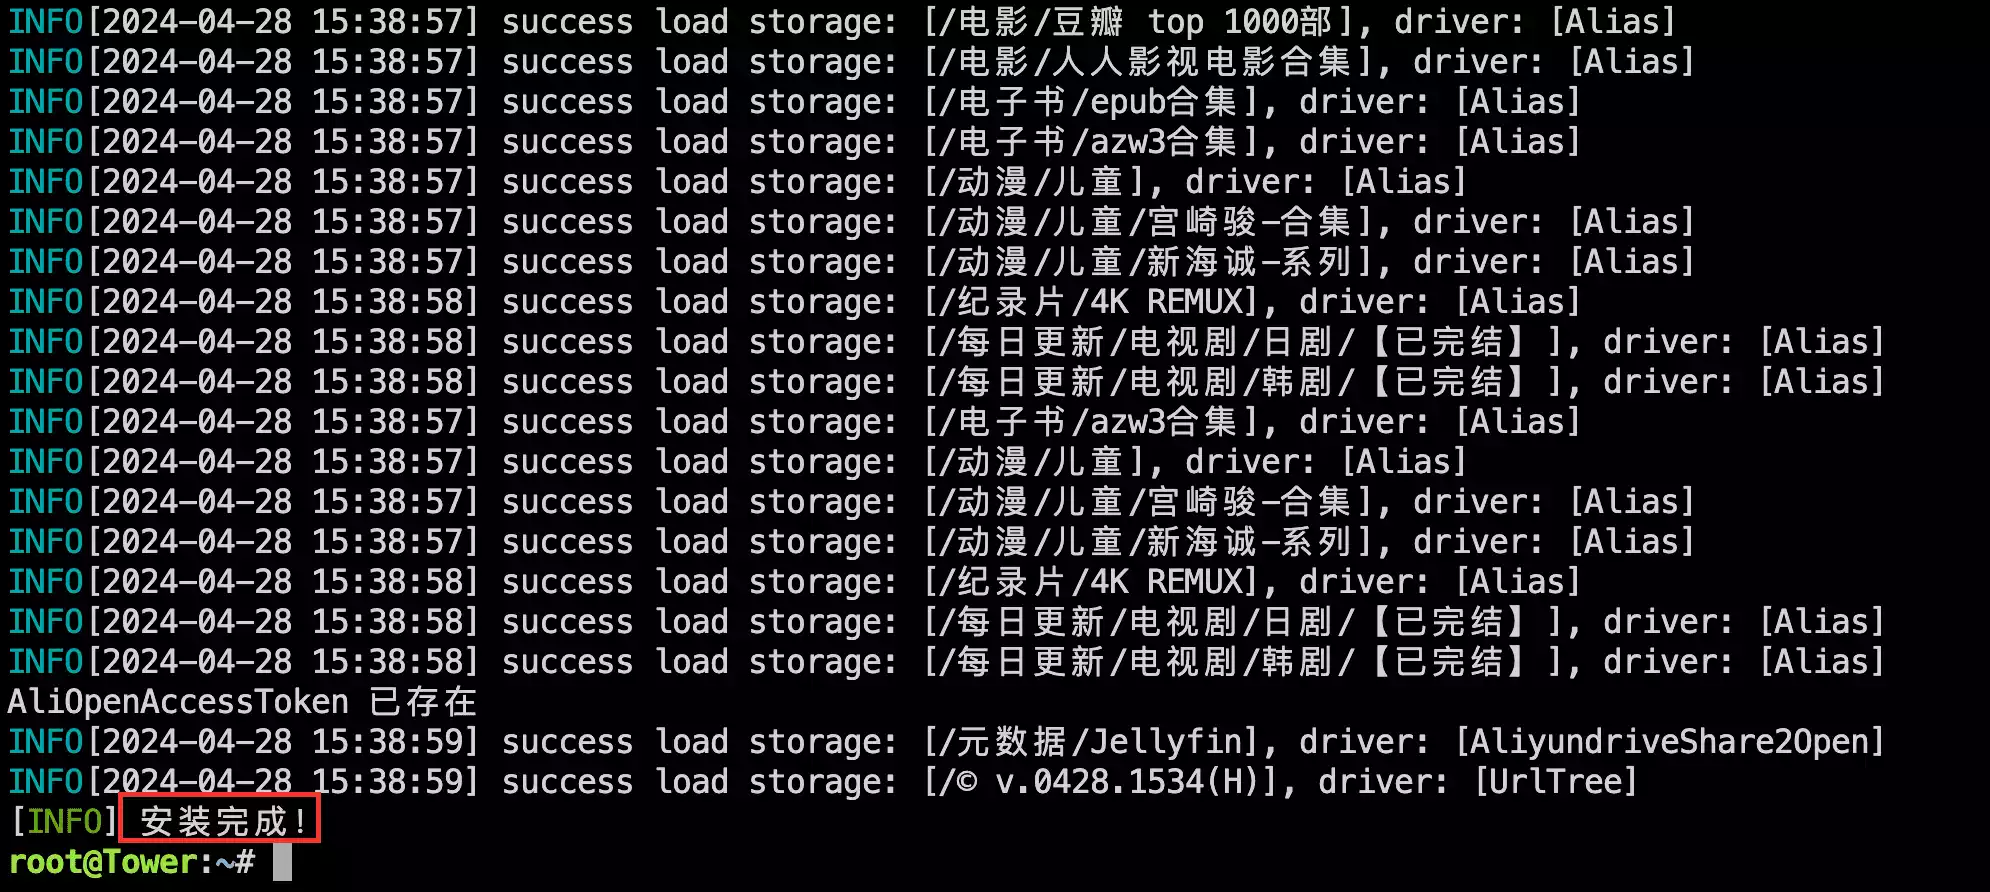 INFO[2024-04-28 15:38:57] success load storage: [/电影/豆瓣 top 1000部], driver: [Alias]
INFO[2024-04-28 15:38:57] success load storage: [/电影/人人影视电影合集], driver: [Alias]
INFO[2024-04-28 15:38:57] success load storage: [/电子书/epub合集], driver: [Alias]
INFO[2024-04-28 15:38:57] success load storage: [/电子书/azw3合集], driver: [Alias]
INFO[2024-04-28 15:38:57] success load storage: [/动漫/儿童], driver: [Alias]
INFO[2024-04-28 15:38:57] success load storage: [/动漫/儿童/宫崎骏-合集], driver: [Alias]
INFO[2024-04-28 15:38:57] success load storage: [/动漫/儿童/新海诚-系列], driver: [Alias]
INFO[2024-04-28 15:38:58] success load storage: [/纪录片/4K REMUX], driver: [Alias]
INFO[2024-04-28 15:38:58] success load storage: [/每日更新/电视剧/日剧/【已完结】], driver: [Alias]
INFO[2024-04-28 15:38:58] success load storage: [/每日更新/电视剧/韩剧/【已完结】], driver: [Alias]
INFO[2024-04-28 15:38:57] success load storage: [/电子书/azw3合集], driver: [Alias]
INFO[2024-04-28 15:38:57] success load storage: [/动漫/儿童], driver: [Alias]
INFO[2024-04-28 15:38:57] success load storage: [/动漫/儿童/宫崎骏-合集], driver: [Alias]
INFO[2024-04-28 15:38:57] success load storage: [/动漫/儿童/新海诚-系列], driver: [Alias]
INFO[2024-04-28 15:38:58] success load storage: [/纪录片/4K REMUX], driver: [Alias]
INFO[2024-04-28 15:38:58] success load storage: [/每日更新/电视剧/日剧/【已完结】], driver: [Alias]
INFO[2024-04-28 15:38:58] success load storage: [/每日更新/电视剧/韩剧/【已完结】], driver: [Alias]
AliOpenAccessToken 已存在
INFO[2024-04-28 15:38:59] success load storage: [/元数据/Jellyfin], driver: [AliyundriveShare2Open]
INFO[2024-04-28 15:38:59] success load storage: [/© v.0428.1534(H)], driver: [UrlTree]
[INFO] 安装完成！
root@Tower:~#